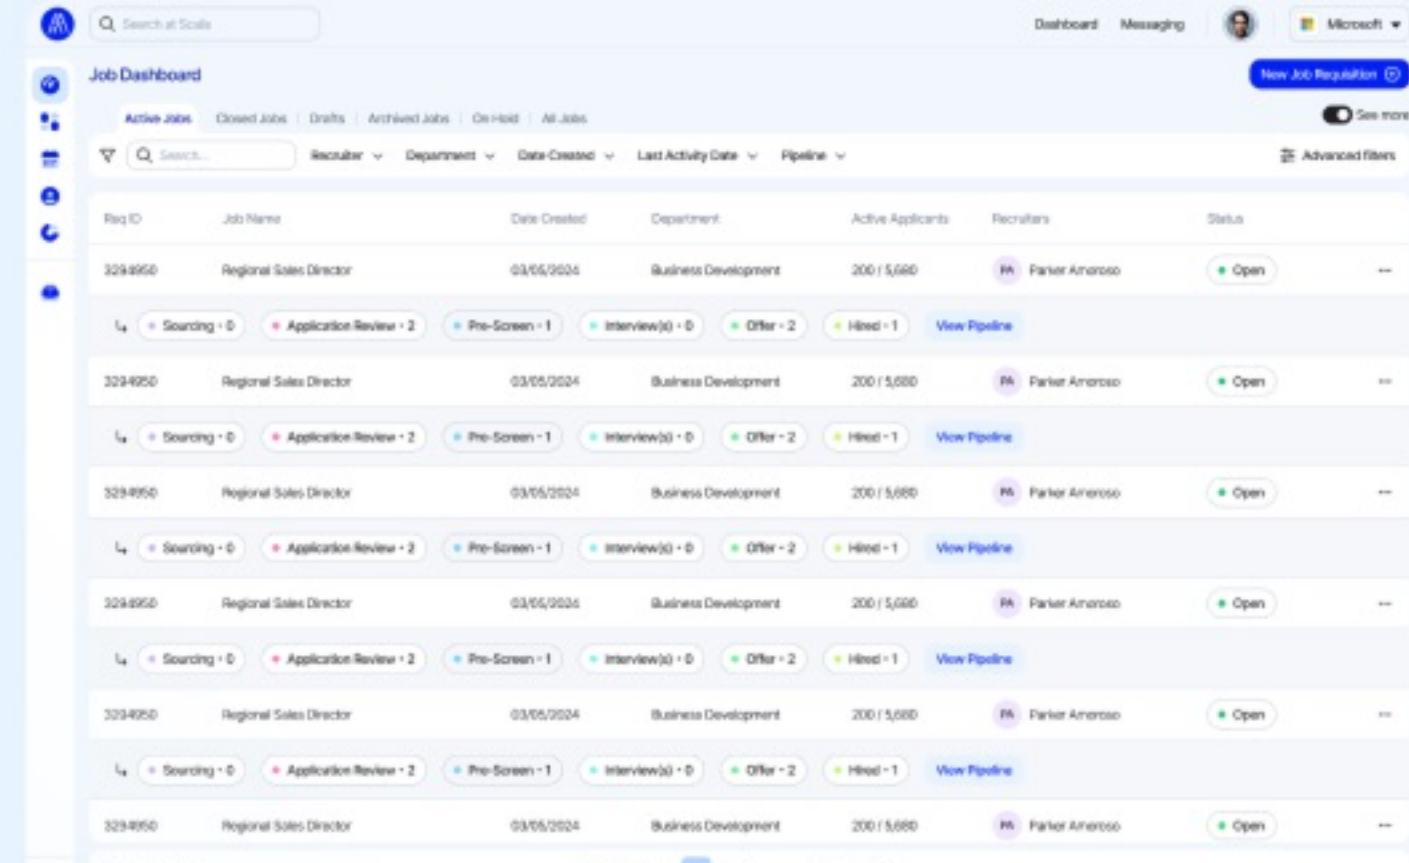 Search at Scala Dashboard Messaging Microsoft
Job Dashboard New Job Requisition
Active Jobs Closed Jobs Drafts Archived Jobs On Hold All Jobs See more
Search... Recruiter Department Date Created Last Activity Date Pipeline Advanced filters
Req ID Job Name Date Created Department Active Applicants Recruiters Status
3294950 Regional Sales Director 03/05/2024 Business Development 200 / 5,680 PA Parker Amoroso Open
Sourcing • 0 Application Review • 2 Pre-Screen • 1 Interview(s) • 0 Offer • 2 Hired • 1 View Pipeline
3294950 Regional Sales Director 03/05/2024 Business Development 200 / 5,680 PA Parker Amoroso Open
Sourcing • 0 Application Review • 2 Pre-Screen • 1 Interview(s) • 0 Offer • 2 Hired • 1 View Pipeline
3294950 Regional Sales Director 03/05/2024 Business Development 200 / 5,680 PA Parker Amoroso Open
Sourcing • 0 Application Review • 2 Pre-Screen • 1 Interview(s) • 0 Offer • 2 Hired • 1 View Pipeline
3294950 Regional Sales Director 03/05/2024 Business Development 200 / 5,680 PA Parker Amoroso Open
Sourcing • 0 Application Review • 2 Pre-Screen • 1 Interview(s) • 0 Offer • 2 Hired • 1 View Pipeline
3294950 Regional Sales Director 03/05/2024 Business Development 200 / 5,680 PA Parker Amoroso Open
Sourcing • 0 Application Review • 2 Pre-Screen • 1 Interview(s) • 0 Offer • 2 Hired • 1 View Pipeline
3294950 Regional Sales Director 03/05/2024 Business Development 200 / 5,680 PA Parker Amoroso Open